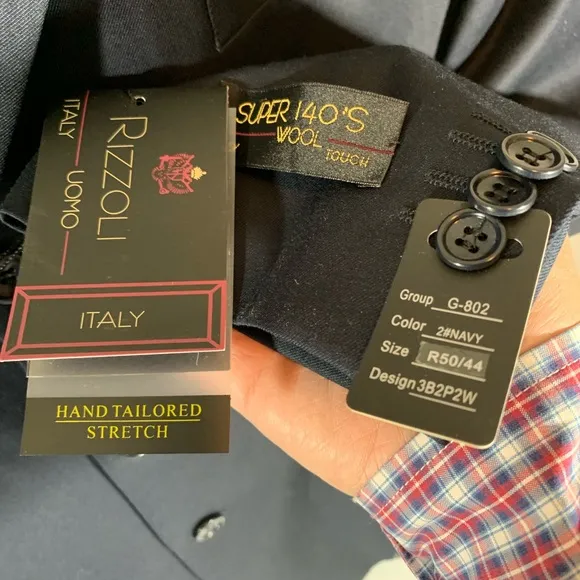 RIZZOLI
ITALY UOMO
ITALY
HAND TAILORED
STRETCH
SUPER 140'S
WOOL
TOUCH
Group G-802
Color 2#NAVY
Size R50/44
Design 3B2P2W